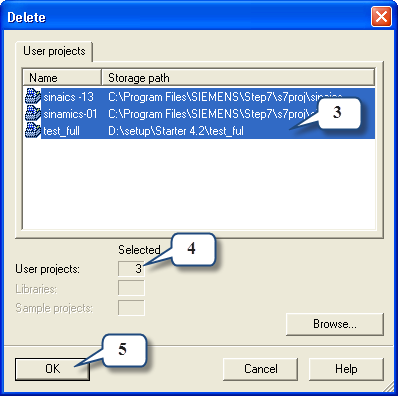 Delete
User projects
Name Storage path
sinaics -13 C:\Program Files\SIEMENS\Step7\s7proj\sinaics
sinamics-01 C:\Program Files\SIEMENS\Step7\s7proj\
test_full D:\setup\Starter 4.2\test_ful
3
Selected
4
User projects: 3
Libraries:
Sample projects:
Browse...
5
OK Cancel Help